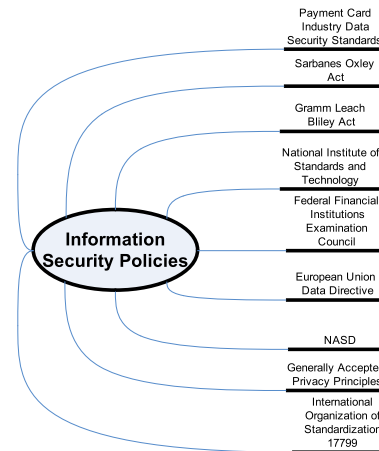 Payment Card
Industry Data
Security Standards
Sarbanes Oxley
Act
Gramm Leach
Bliley Act
National Institute of
Standards and
Technology
Federal Financial
Institutions
Examination
Council
Information
Security Policies
European Union
Data Directive
NASD
Generally Accepte
Privacy Principles
International
Organization of
Standardization
17799